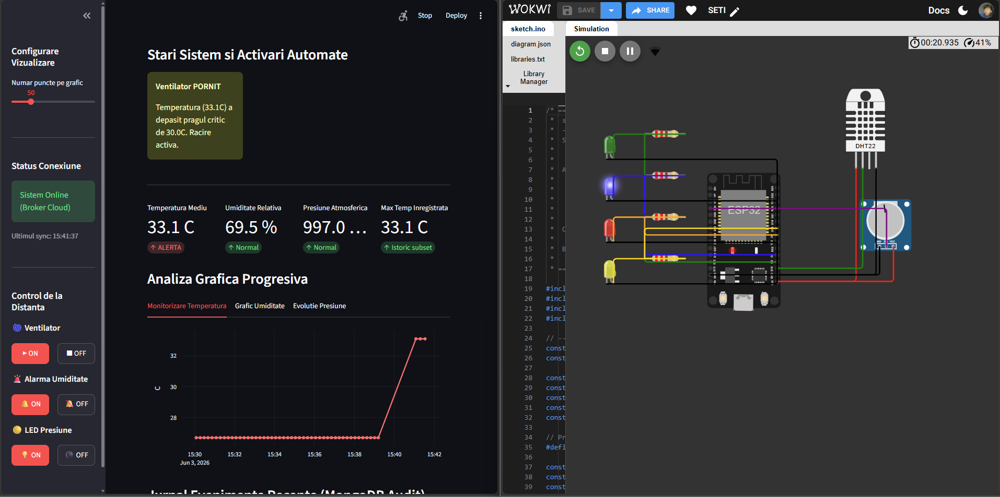 Stop
Deploy
Configurare
Vizualizare
Numar puncte pe grafic
50
Status Conexiune
Sistem Online
(Broker Cloud)
Ultimul sync: 15:41:37
Control de la
Distanta
Ventilator
ON
OFF
Alarma Umiditate
ON
OFF
LED Presiune
ON
OFF
Stari Sistem si Activari Automate
Ventilator PORNIT
Temperatura (33.1C) a
depasit pragul critic
de 30.0C. Racire
activa.
Temperatura Mediu
33.1 C
↑ ALERTA
Umiditate Relativa
69.5 %
↑ Normal
Presiune Atmosferica
997.0 ...
↑ Normal
Max Temp Inregistrata
33.1 C
↑ Istoric subset
Analiza Grafica Progresiva
Monitorizare Temperatura
Grafic Umiditate
Evolutie Presiune
C
32
30
28
15:30
15:32
15:34
15:36
15:38
15:40
15:42
Jun 3, 2026
Jurnal Evenimente Recente (MongoDB Audit)
WOKWI
SAVE
SHARE
SETI
Docs
sketch.ino
diagram.json
libraries.txt
Library
Manager
Simulation
00:20.935
41%
1 /* ==
2 * s
3 * -
4 * S
5 *
6 *
7 * A
8 *
9 *
10 *
11 *
12 *
13 * C
14 *
15 * B
16 *
17 * ==
18
19 #incl
20 #incl
21 #incl
22 #incl
23
24 // --
25 const
26 const
27
28 const
29 const
30 const
31 const
32 const
33
34 // Pr
35 #defi
36
37 const
38 const
39 const
DHT22
ESP32
GND SIG VCC